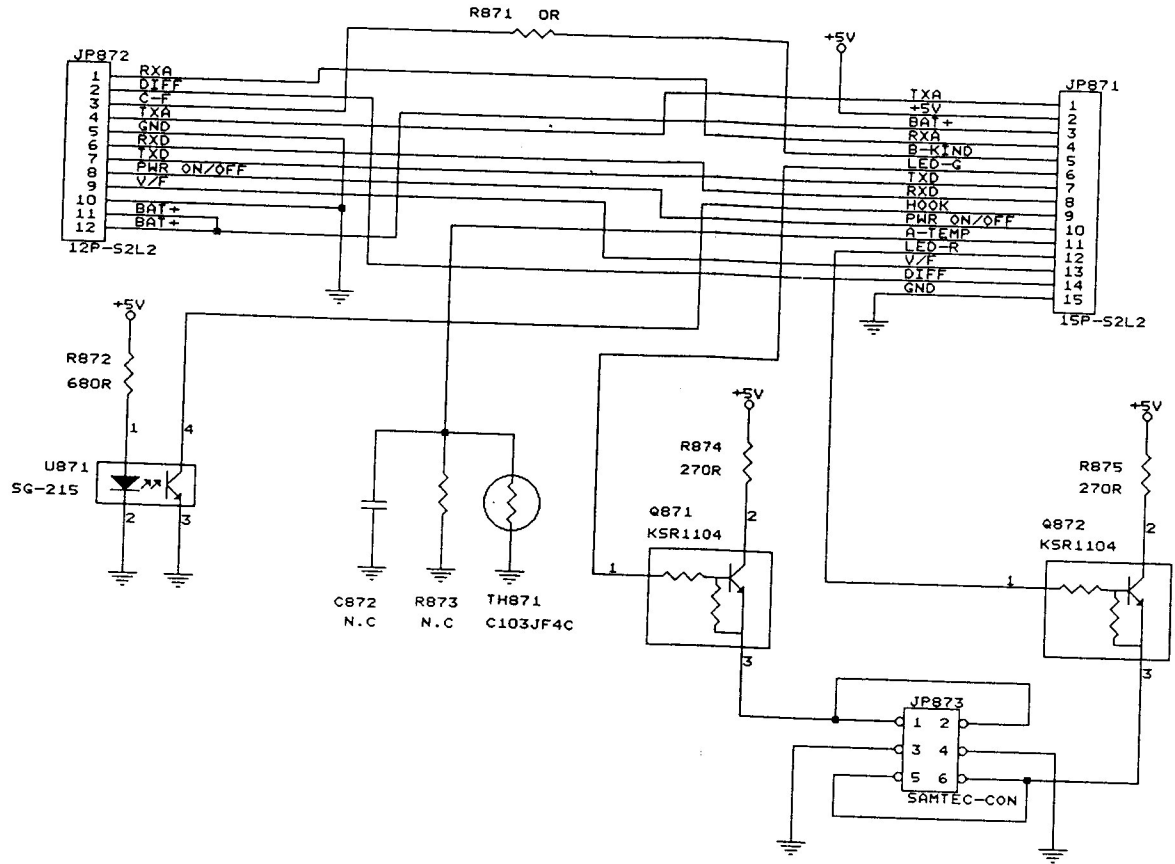 R871 0R
+5V
JP872
JP871
1 RXA
2 DIFF
3 C-F
4 TXA
5 GND
6 RXD
7 TXD
8 PWR ON/OFF
9 V/F
10
11 BAT+
12 BAT+
12P-S2L2
TXA 1
+5V 2
BAT+ 3
RXA 4
B-KIND 5
LED-G 6
TXD 7
RXD 8
HOOK 9
PWR ON/OFF 10
A-TEMP 11
LED-R 12
V/F 13
DIFF 14
GND 15
15P-S2L2
+5V
R872
680R
1 4
U871
SG-215
2 3
C872
N.C
R873
N.C
TH871
C103JF4C
+5V
R874
270R
2
Q871
KSR1104
1
3
+5V
R875
270R
2
Q872
KSR1104
1
3
JP873
1 2
3 4
5 6
SAMTEC-CON